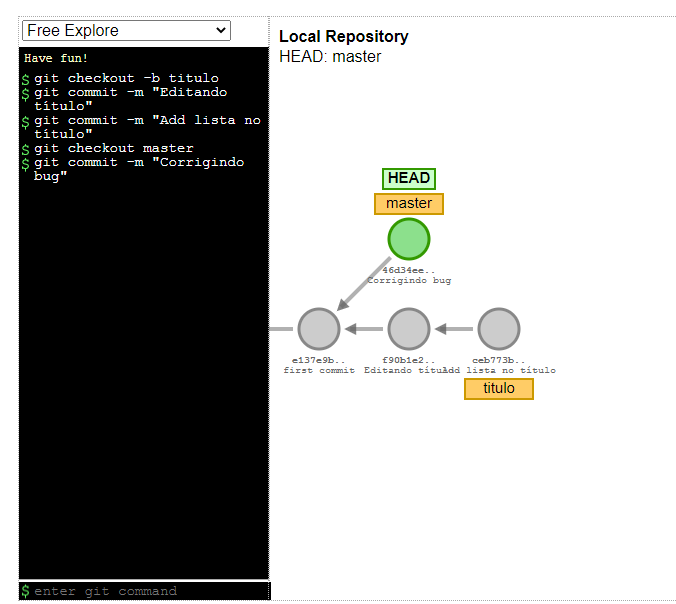 Free Explore
Have fun!
$ git checkout -b titulo
$ git commit -m "Editando
título"
$ git commit -m "Add lista no
título"
$ git checkout master
$ git commit -m "Corrigindo
bug"
$ enter git command
Local Repository
HEAD: master
HEAD
master
46d34ee..
Corrigindo bug
e137e9b..
first commit
f90b1e2..
Editando títul
ceb773b..
Add lista no título
titulo